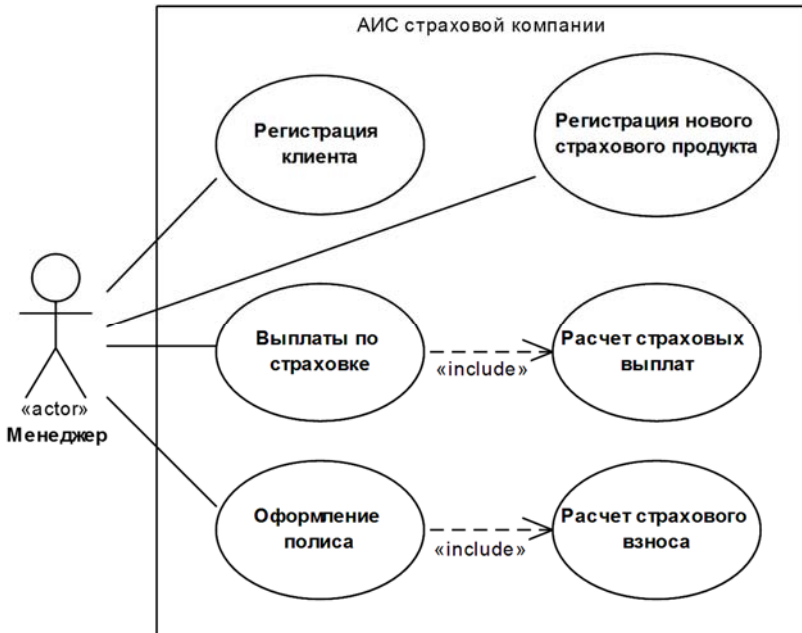 АИС страховой компании
Регистрация
клиента
Регистрация нового
страхового продукта
Выплаты по
страховке
«include»
Расчет страховых
выплат
«actor»
Менеджер
Оформление
полиса
«include»
Расчет страхового
взноса